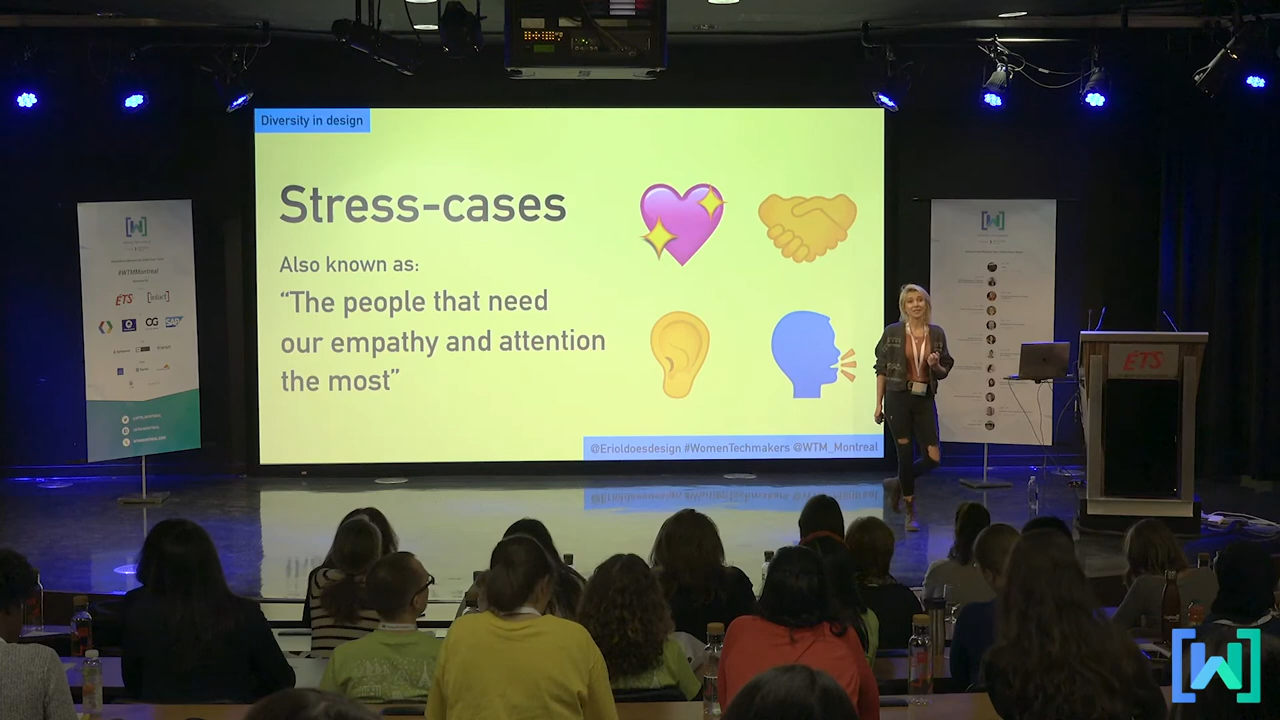 Diversity in design
Stress-cases
Also known as:
“The people that need
our empathy and attention
the most”
@Erioldoesdesign #WomenTechmakers @WTM_Montreal
#WTMMontreal
ETS
SAP
ETS